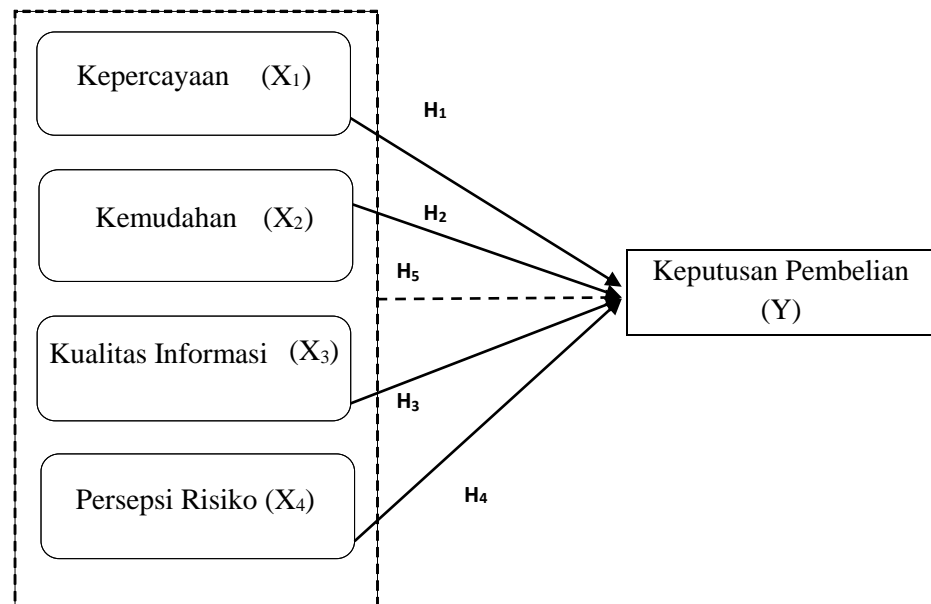 Kepercayaan (X₁)
H₁
Kemudahan (X₂)
H₂
H₅
Keputusan Pembelian
(Y)
Kualitas Informasi (X₃)
H₃
Persepsi Risiko (X₄)
H₄